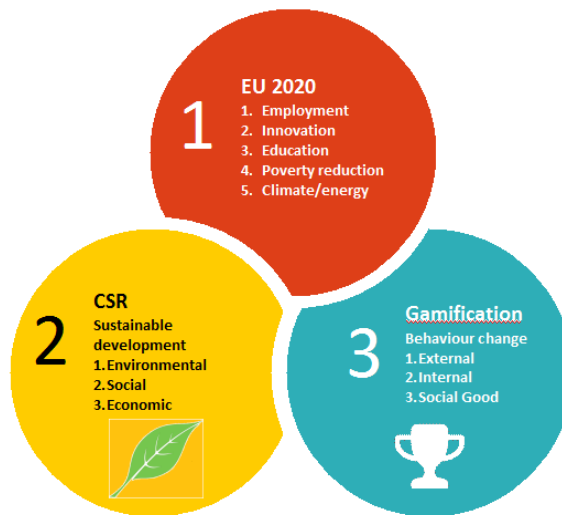 1
EU 2020
1. Employment
2. Innovation
3. Education
4. Poverty reduction
5. Climate/energy
2
CSR
Sustainable
development
1.Environmental
2.Social
3.Economic
3
Gamification
Behaviour change
1.External
2.Internal
3.Social Good